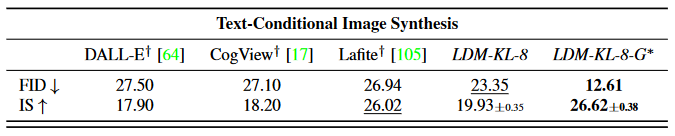 Text-Conditional Image Synthesis
DALL-E† [64] CogView† [17] Lafite† [105] LDM-KL-8 LDM-KL-8-G*
FID ↓ 27.50 27.10 26.94 23.35 12.61
IS ↑ 17.90 18.20 26.02 19.93±0.35 26.62±0.38